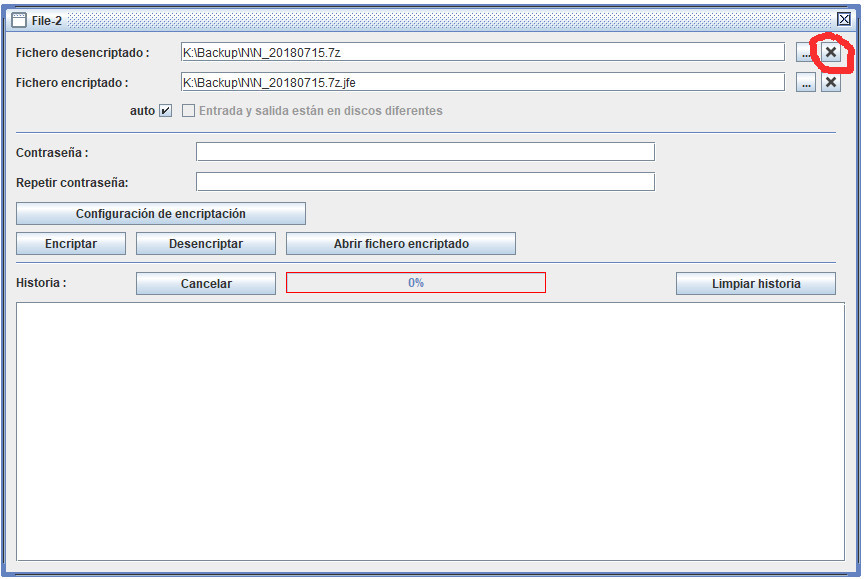 File-2
Fichero desencriptado : K:\Backup\N\N_20180715.7z ...
Fichero encriptado : K:\Backup\N\N_20180715.7z.jfe ...
auto Entrada y salida están en discos diferentes
Contraseña :
Repetir contraseña:
Configuración de encriptación
Encriptar Desencriptar Abrir fichero encriptado
Historia : Cancelar 0% Limpiar historia